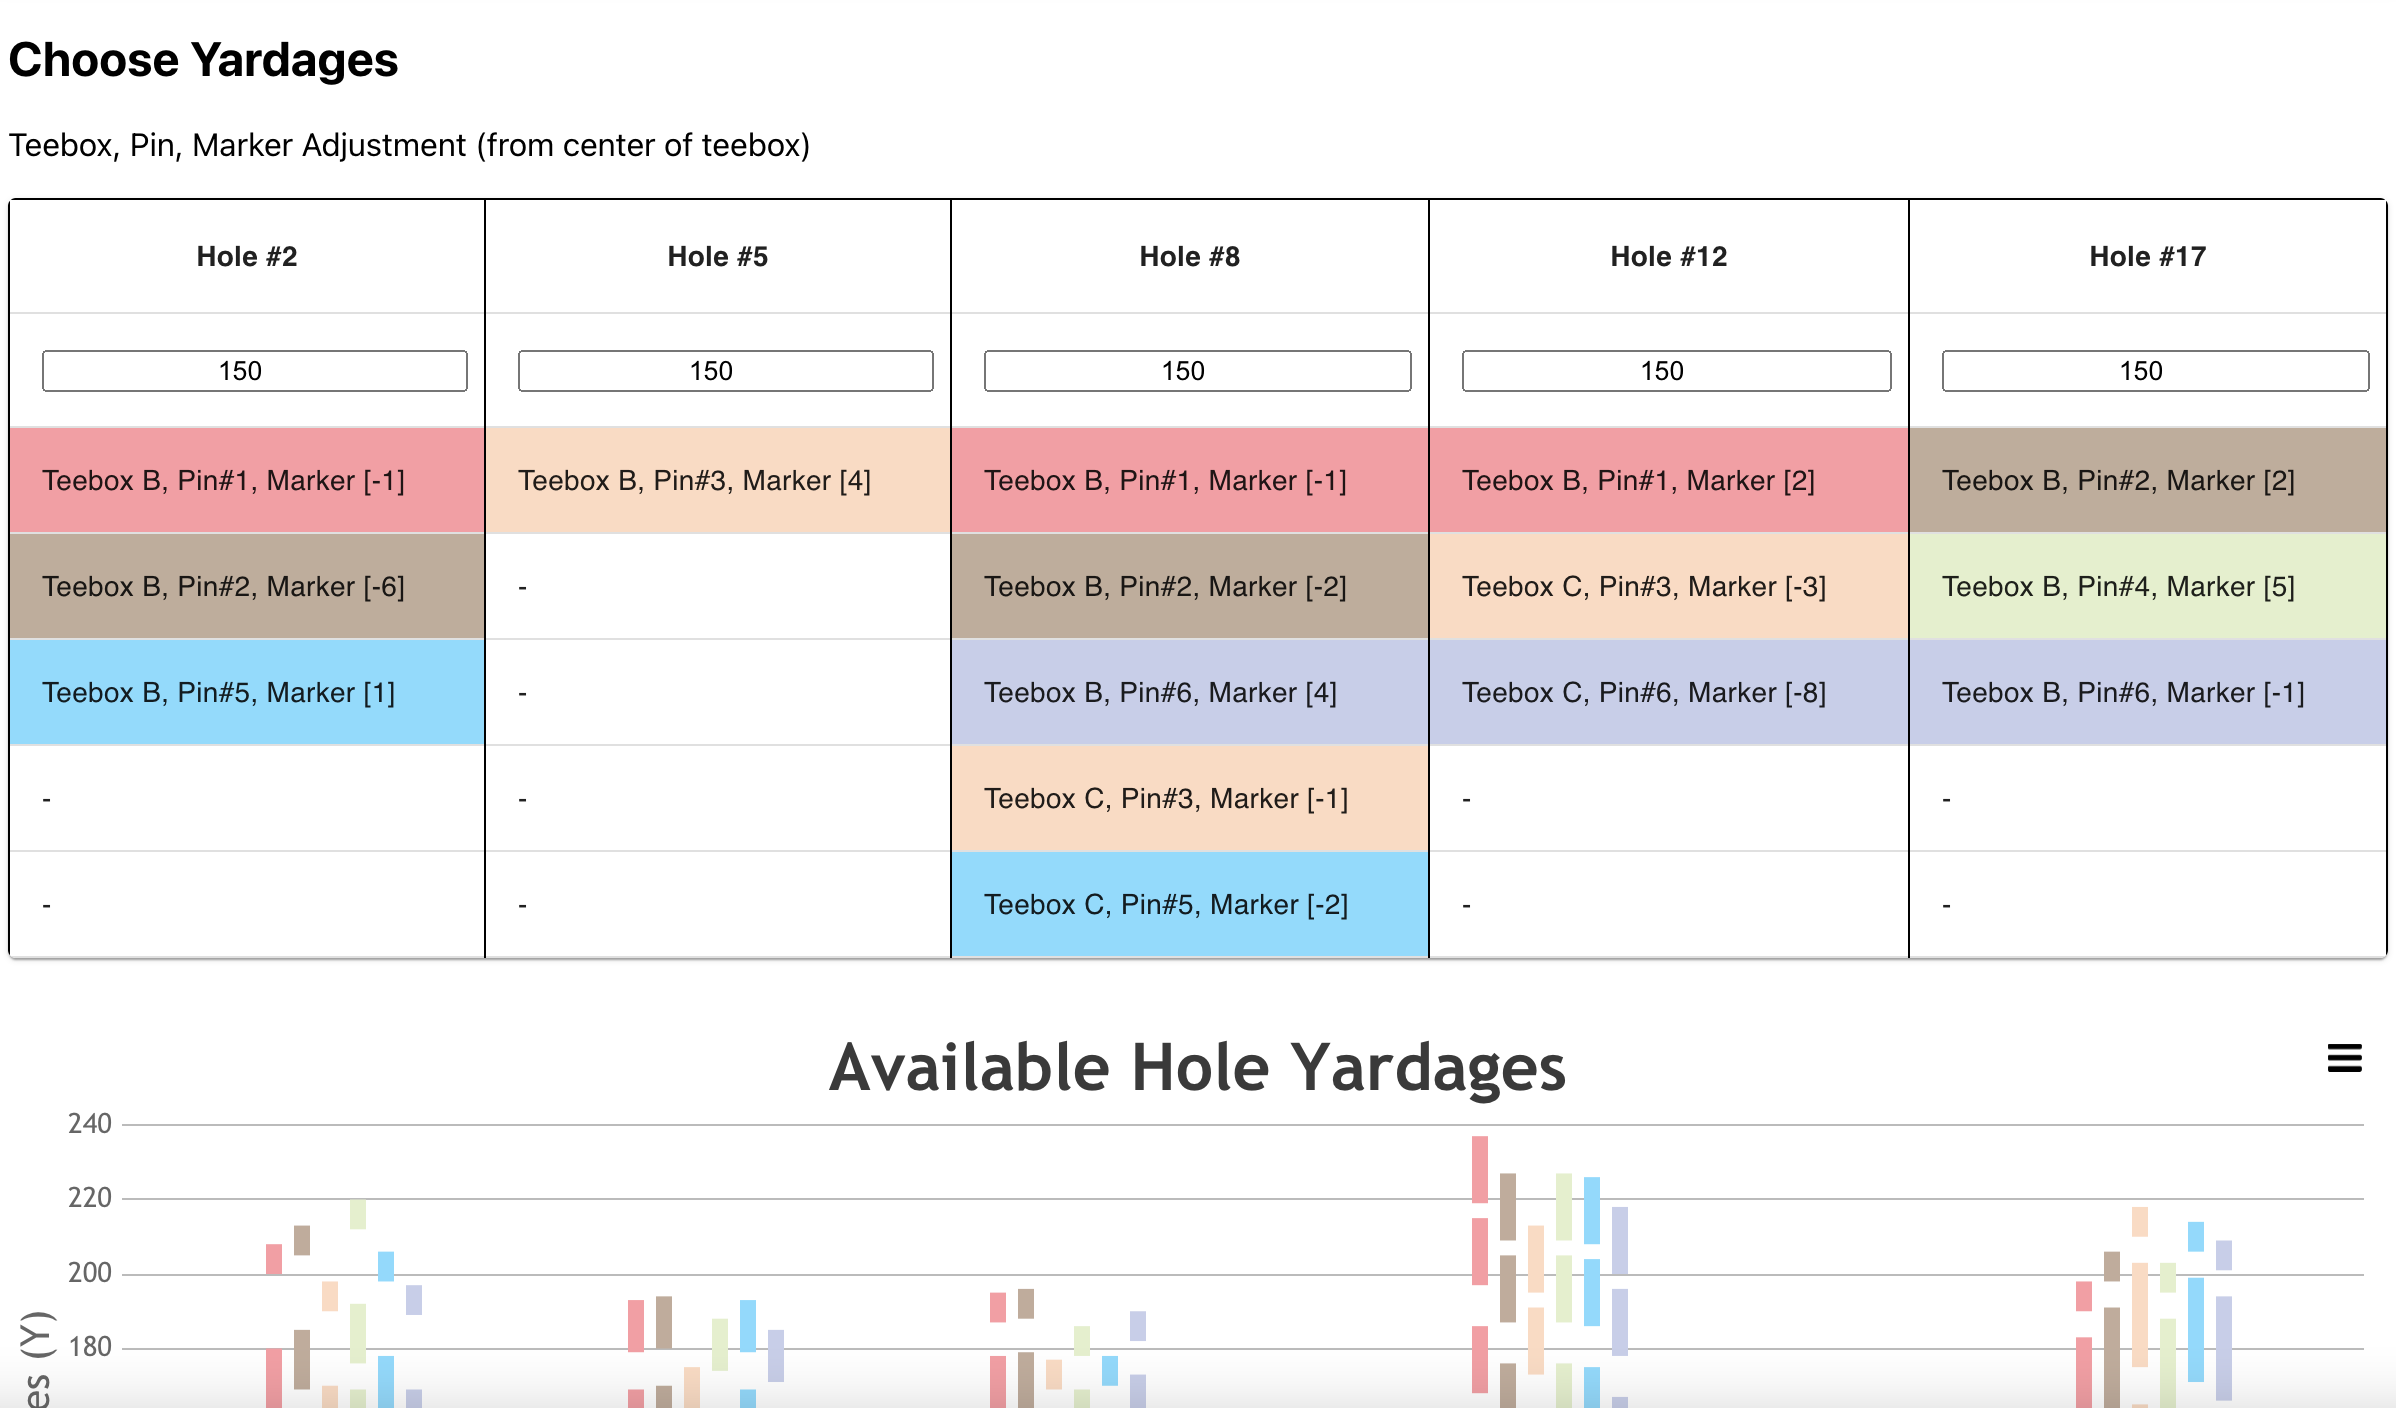 Choose Yardages
Teebox, Pin, Marker Adjustment (from center of teebox)
Hole #2 Hole #5 Hole #8 Hole #12 Hole #17
150 150 150 150 150
Teebox B, Pin#1, Marker [-1] Teebox B, Pin#3, Marker [4] Teebox B, Pin#1, Marker [-1] Teebox B, Pin#1, Marker [2] Teebox B, Pin#2, Marker [2]
Teebox B, Pin#2, Marker [-6] - Teebox B, Pin#2, Marker [-2] Teebox C, Pin#3, Marker [-3] Teebox B, Pin#4, Marker [5]
Teebox B, Pin#5, Marker [1] - Teebox B, Pin#6, Marker [4] Teebox C, Pin#6, Marker [-8] Teebox B, Pin#6, Marker [-1]
- - Teebox C, Pin#3, Marker [-1] - -
- - Teebox C, Pin#5, Marker [-2] - -
Available Hole Yardages
240
220
200
180
es (Y)